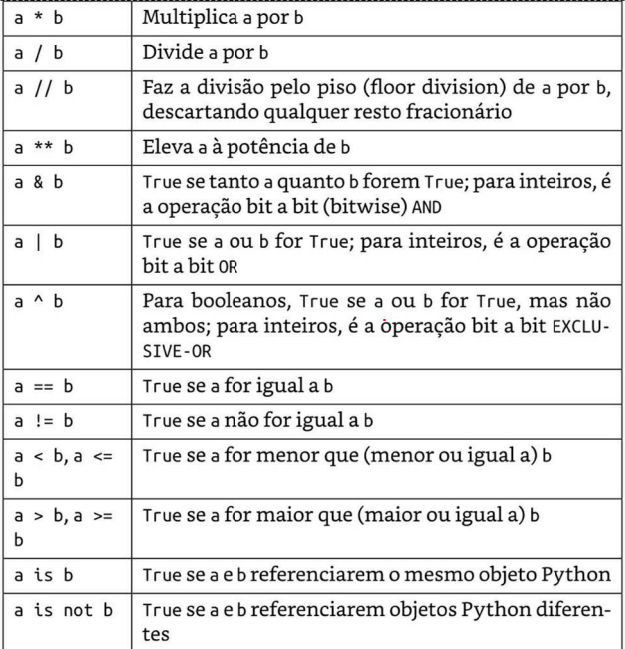 a * b Multiplica a por b
a / b Divide a por b
a // b Faz a divisão pelo piso (floor division) de a por b,
descartando qualquer resto fracionário
a ** b Eleva a à potência de b
a & b True se tanto a quanto b forem True; para inteiros, é
a operação bit a bit (bitwise) AND
a | b True se a ou b for True; para inteiros, é a operação
bit a bit OR
a ^ b Para booleanos, True se a ou b for True, mas não
ambos; para inteiros, é a operação bit a bit EXCLU-
SIVE-OR
a == b True se a for igual a b
a != b True se a não for igual a b
a < b, a <= True se a for menor que (menor ou igual a) b
b
a > b, a >= True se a for maior que (maior ou igual a) b
b
a is b True se a e b referenciarem o mesmo objeto Python
a is not b True se a e b referenciarem objetos Python diferen-
tes